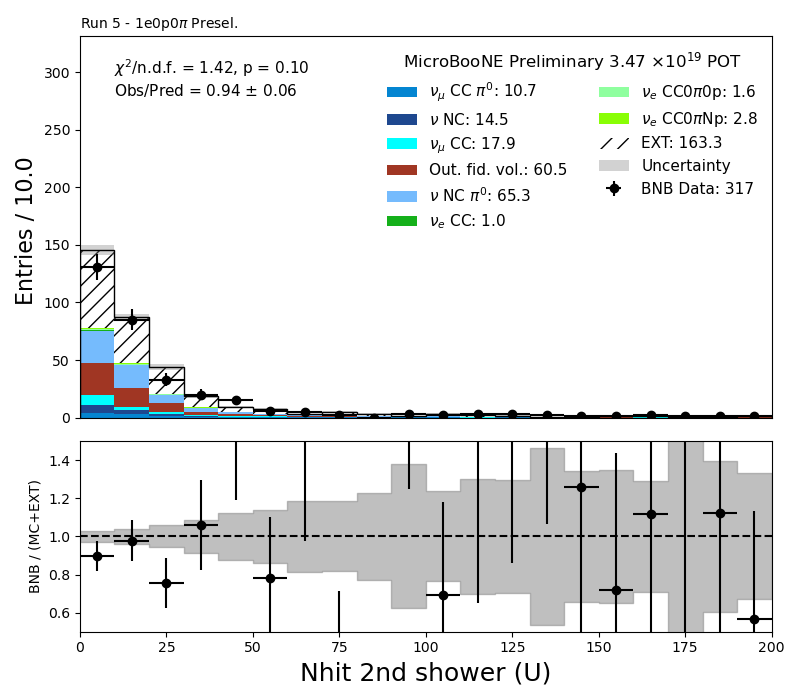 Run 5 - 1e0p0π Presel.
χ²/n.d.f. = 1.42, p = 0.10
Obs/Pred = 0.94 ± 0.06
MicroBooNE Preliminary 3.47 ×10¹⁹ POT
ν_μ CC π⁰: 10.7
ν NC: 14.5
ν_μ CC: 17.9
Out. fid. vol.: 60.5
ν NC π⁰: 65.3
ν_e CC: 1.0
ν_e CC0π0p: 1.6
ν_e CC0πNp: 2.8
EXT: 163.3
Uncertainty
BNB Data: 317
Entries / 10.0
300
250
200
150
100
50
0
BNB / (MC+EXT)
1.4
1.2
1.0
0.8
0.6
0 25 50 75 100 125 150 175 200
Nhit 2nd shower (U)